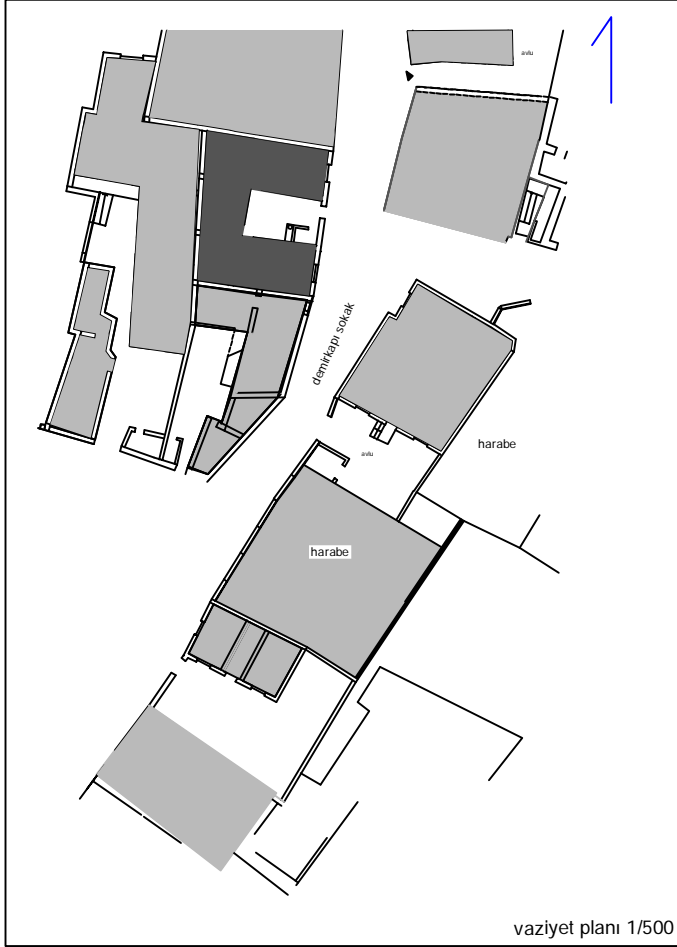 avlu
demirkapı sokak
harabe
avlu
harabe
vaziyet planı 1/500